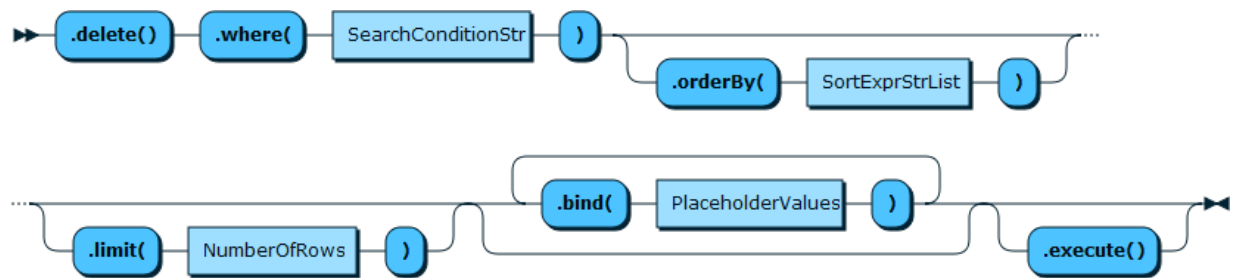 .delete() .where( SearchConditionStr )
.orderBy( SortExprStrList )
.bind( PlaceholderValues )
.limit( NumberOfRows ) .execute()